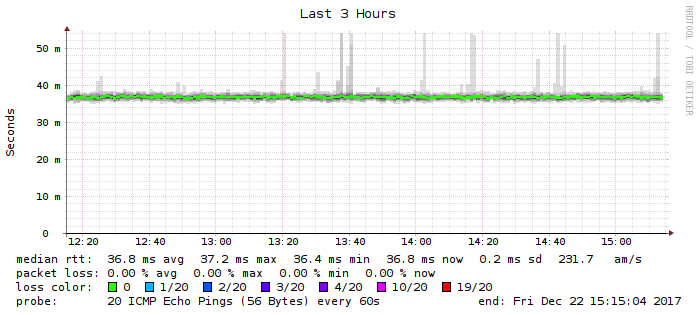 Last 3 Hours
RRDTOOL / TOBI OETIKER
Seconds
50 m
40 m
30 m
20 m
10 m
0
12:20 12:40 13:00 13:20 13:40 14:00 14:20 14:40 15:00
median rtt: 36.8 ms avg 37.2 ms max 36.4 ms min 36.8 ms now 0.2 ms sd 231.7 am/s
packet loss: 0.00 % avg 0.00 % max 0.00 % min 0.00 % now
loss color: 0 1/20 2/20 3/20 4/20 10/20 19/20
probe: 20 ICMP Echo Pings (56 Bytes) every 60s end: Fri Dec 22 15:15:04 2017